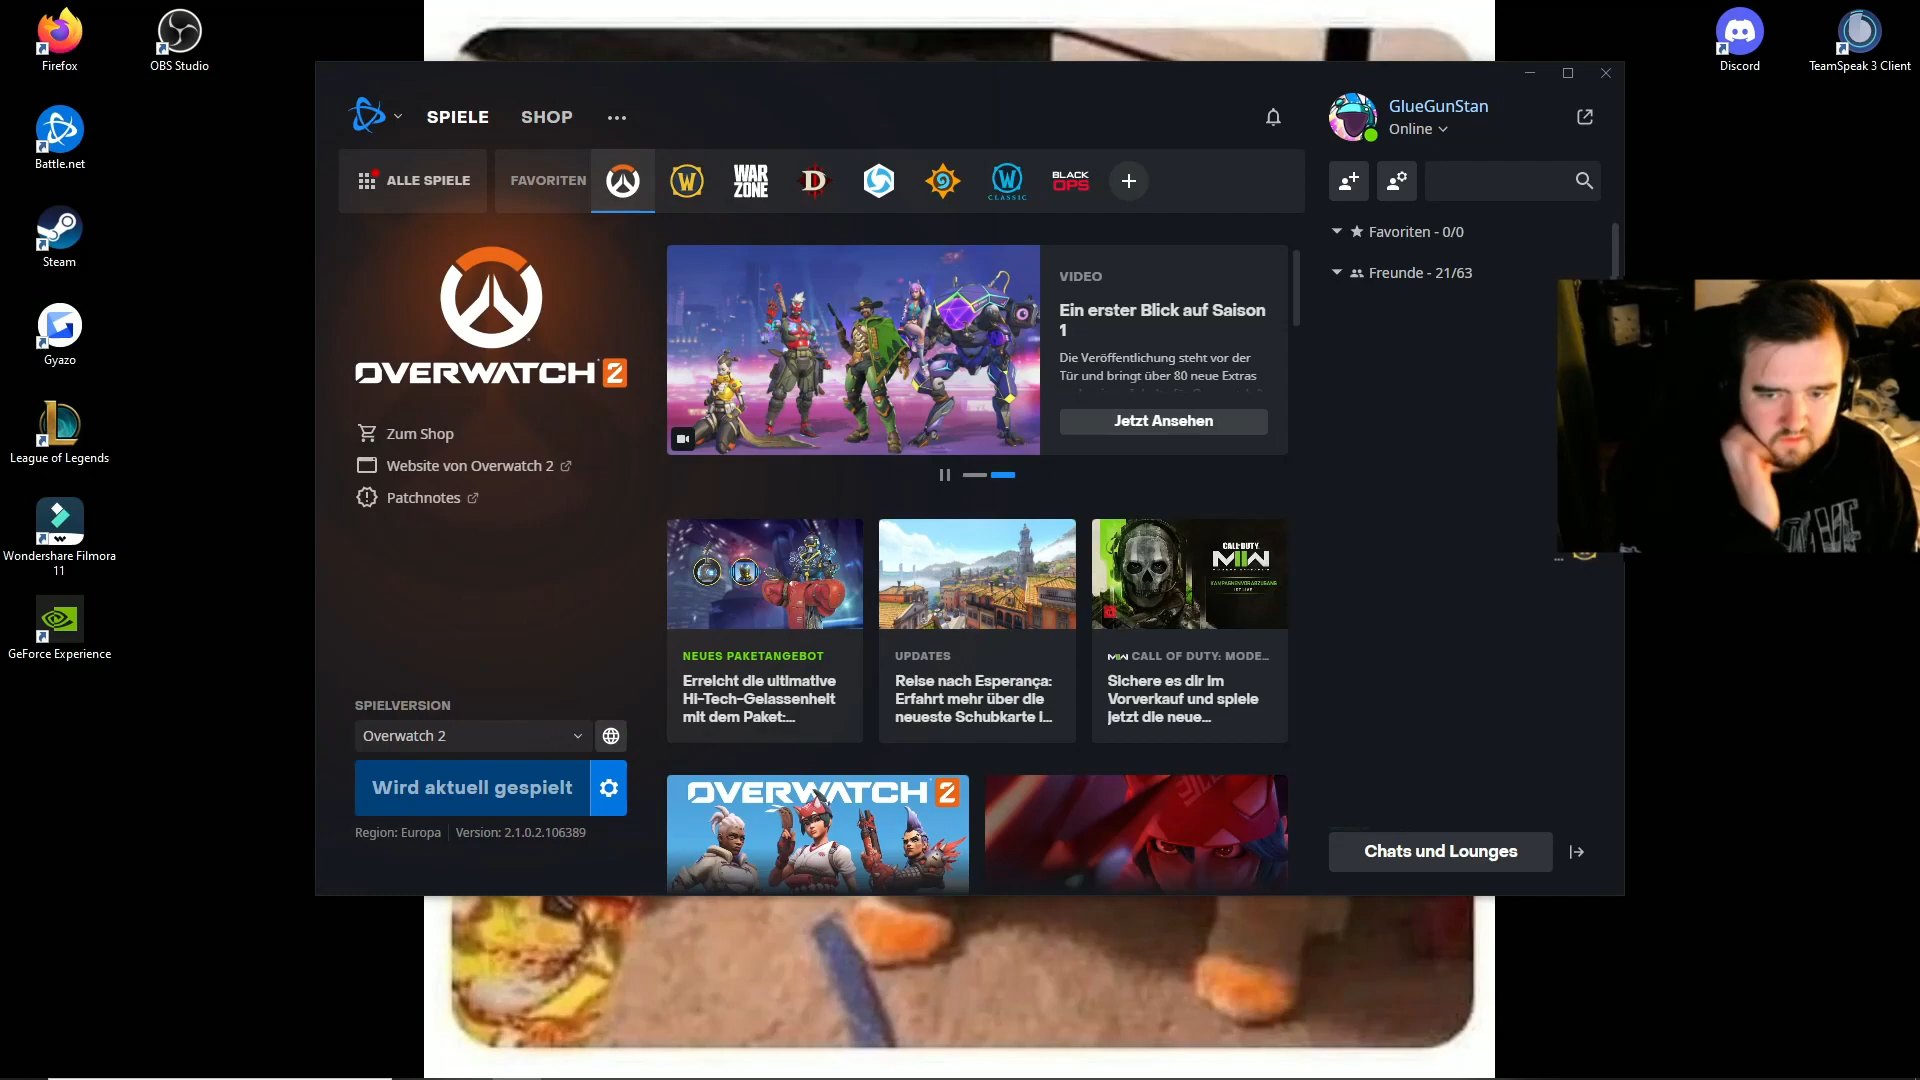 Firefox
OBS Studio
Battle.net
Steam
Gyazo
League of Legends
Wondershare Filmora
11
GeForce Experience
Discord
TeamSpeak 3 Client
SPIELE
SHOP
GlueGunStan
Online
ALLE SPIELE
FAVORITEN
WAR
ZONE
CLASSIC
BLACK
OPS
Favoriten - 0/0
Freunde - 21/63
OVERWATCH 2
Zum Shop
Website von Overwatch 2
Patchnotes
VIDEO
Ein erster Blick auf Saison
1
Die Veröffentlichung steht vor der
Tür und bringt über 80 neue Extras
Jetzt Ansehen
NEUES PAKETANGEBOT
Erreicht die ultimative
Hi-Tech-Gelassenheit
mit dem Paket:...
UPDATES
Reise nach Esperança:
Erfahrt mehr über die
neueste Schubkarte i...
CALL OF DUTY
MW
CALL OF DUTY: MODE...
Sichere es dir im
Vorverkauf und spiele
jetzt die neue...
SPIELVERSION
Overwatch 2
Wird aktuell gespielt
Region: Europa
Version: 2.1.0.2.106389
OVERWATCH 2
Chats und Lounges